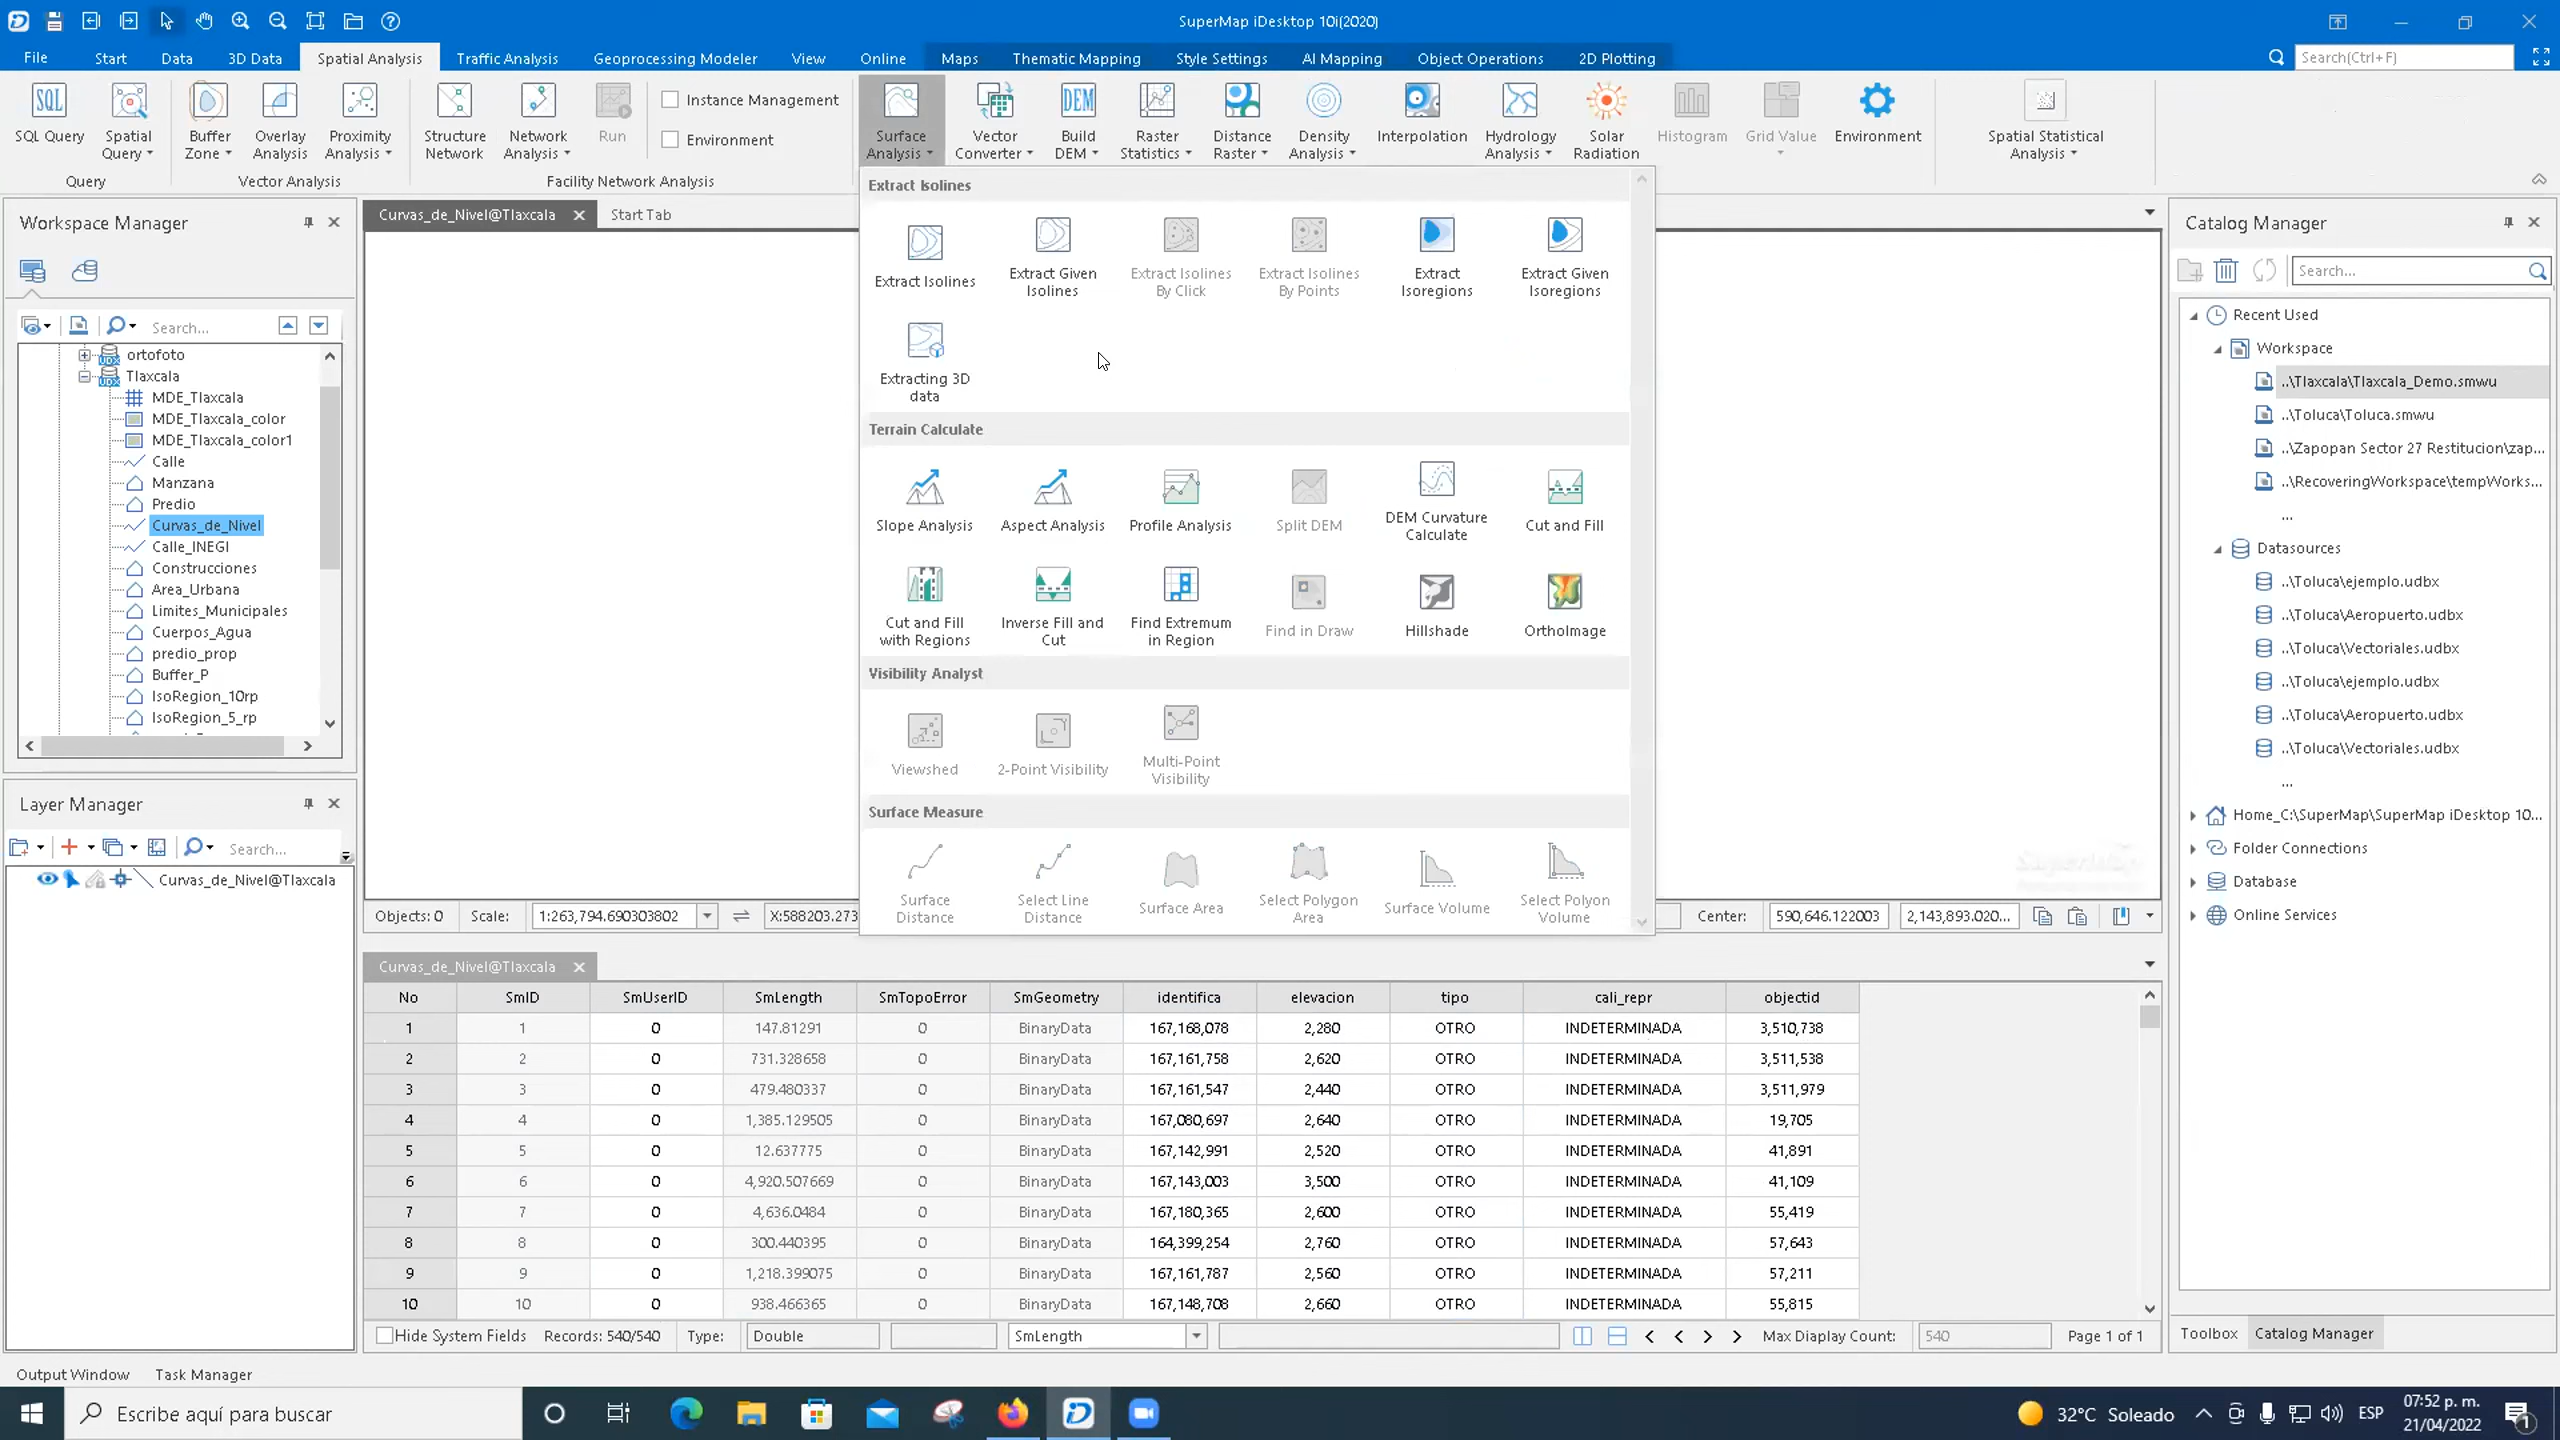 SuperMap iDesktop 10i(2020)
File Start Data 3D Data Spatial Analysis Traffic Analysis Geoprocessing Modeler View Online Maps Thematic Mapping Style Settings AI Mapping Object Operations 2D Plotting Search(Ctrl+F)
SQL Query
Spatial Query
Query
Buffer Zone
Overlay Analysis
Proximity Analysis
Vector Analysis
Structure Network
Network Analysis
Run
Instance Management
Environment
Facility Network Analysis
Surface Analysis
Vector Converter
DEM
Build DEM
Raster Statistics
Distance Raster
Density Analysis
Interpolation
Hydrology Analysis
Solar Radiation
Histogram
Grid Value
Environment
Spatial Statistical Analysis
Workspace Manager
Search...
ortofoto
Tlaxcala
MDE_Tlaxcala
MDE_Tlaxcala_color
MDE_Tlaxcala_color1
Calle
Manzana
Predio
Curvas_de_Nivel
Calle_INEGI
Construcciones
Area_Urbana
Limites_Municipales
Cuerpos_Agua
predio_prop
Buffer_P
IsoRegion_10rp
IsoRegion_5_rp
Layer Manager
Search...
Curvas_de_Nivel@Tlaxcala
Curvas_de_Nivel@Tlaxcala Start Tab
Extract Isolines
Extract Isolines
Extract Given Isolines
Extract Isolines By Click
Extract Isolines By Points
Extract Isoregions
Extract Given Isoregions
Extracting 3D data
Terrain Calculate
Slope Analysis
Aspect Analysis
Profile Analysis
Split DEM
DEM Curvature Calculate
Cut and Fill
Cut and Fill with Regions
Inverse Fill and Cut
Find Extremum in Region
Find in Draw
Hillshade
OrthoImage
Visibility Analyst
Viewshed
2-Point Visibility
Multi-Point Visibility
Surface Measure
Surface Distance
Select Line Distance
Surface Area
Select Polygon Area
Surface Volume
Select Polyon Volume
SuperMap
Objects: 0 Scale: 1:263,794.690303802 X:588203.273 Center: 590,646.122003 2,143,893.020...
Curvas_de_Nivel@Tlaxcala
No SmID SmUserID SmLength SmTopoError SmGeometry identifica elevacion tipo cali_repr objectid
1 1 0 147.81291 0 BinaryData 167,168,078 2,280 OTRO INDETERMINADA 3,510,738
2 2 0 731.328658 0 BinaryData 167,161,758 2,620 OTRO INDETERMINADA 3,511,538
3 3 0 479.480337 0 BinaryData 167,161,547 2,440 OTRO INDETERMINADA 3,511,979
4 4 0 1,385.129505 0 BinaryData 167,080,697 2,640 OTRO INDETERMINADA 19,705
5 5 0 12.637775 0 BinaryData 167,142,991 2,520 OTRO INDETERMINADA 41,891
6 6 0 4,920.507669 0 BinaryData 167,143,003 3,500 OTRO INDETERMINADA 41,109
7 7 0 4,636.0484 0 BinaryData 167,180,365 2,600 OTRO INDETERMINADA 55,419
8 8 0 300.440395 0 BinaryData 164,399,254 2,760 OTRO INDETERMINADA 57,643
9 9 0 1,218.399075 0 BinaryData 167,161,787 2,560 OTRO INDETERMINADA 57,211
10 10 0 938.466365 0 BinaryData 167,148,708 2,660 OTRO INDETERMINADA 55,815
Hide System Fields Records: 540/540 Type: Double SmLength Max Display Count: 540 Page 1 of 1
Catalog Manager
Search...
Recent Used
Workspace
..\Tlaxcala\Tlaxcala_Demo.smwu
..\Toluca\Toluca.smwu
..\Zapopan Sector 27 Restitucion\zap...
..\RecoveringWorkspace\tempWorks...
...
Datasources
..\Toluca\ejemplo.udbx
..\Toluca\Aeropuerto.udbx
..\Toluca\Vectoriales.udbx
..\Toluca\ejemplo.udbx
..\Toluca\Aeropuerto.udbx
..\Toluca\Vectoriales.udbx
...
Home_C:\SuperMap\SuperMap iDesktop 10...
Folder Connections
Database
Online Services
Toolbox Catalog Manager
Output Window Task Manager
Escribe aquí para buscar
32°C Soleado
ESP
07:52 p. m.
21/04/2022
1